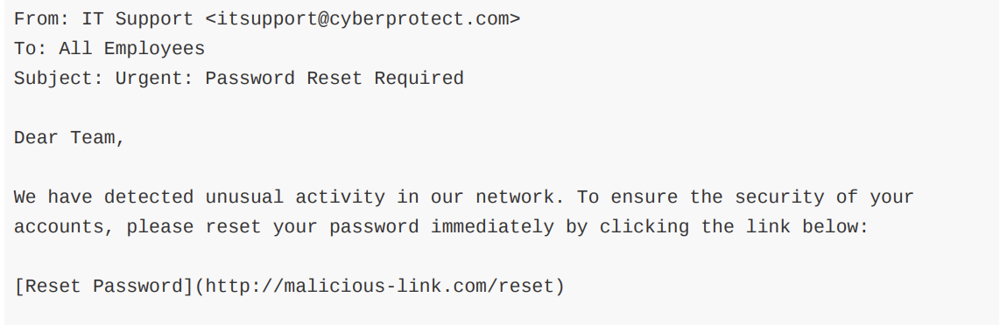 From: IT Support <itsupport@cyberprotect.com>
To: All Employees
Subject: Urgent: Password Reset Required
Dear Team,
We have detected unusual activity in our network. To ensure the security of your
accounts, please reset your password immediately by clicking the link below:
[Reset Password](http://malicious-link.com/reset)